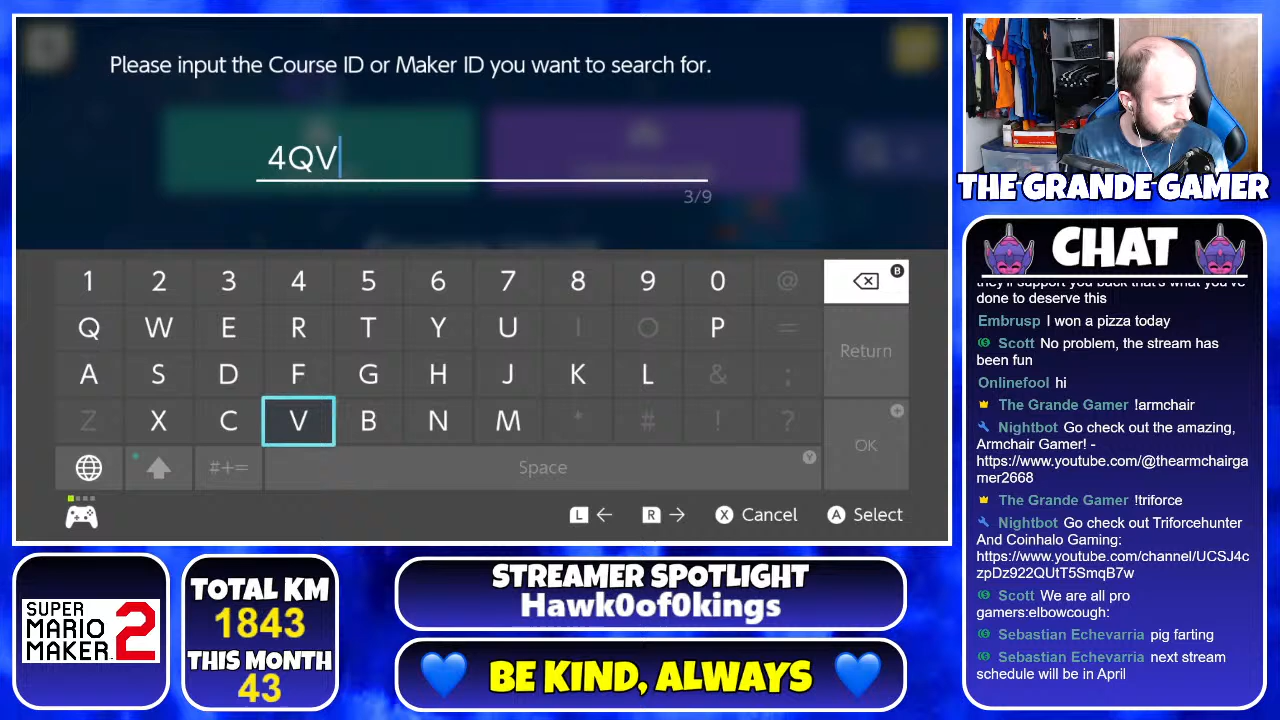 Please input the Course ID or Maker ID you want to search for.
4QV
3/9
1 2 3 4 5 6 7 8 9 0 @
Q W E R T Y U I O P =
Return
A S D F G H J K L & ;
Z X C V B N M * # ! ?
OK
#+= Space
L ← R → X Cancel A Select
THE GRANDE GAMER
CHAT
they'll support you back that's what you've
done to deserve this
Embrusp I won a pizza today
Scott No problem, the stream has
been fun
Onlinefool hi
The Grande Gamer !armchair
Nightbot Go check out the amazing,
Armchair Gamer! -
https://www.youtube.com/@thearmchairga
mer2668
The Grande Gamer !triforce
Nightbot Go check out Triforcehunter
And Coinhalo Gaming:
https://www.youtube.com/channel/UCSJ4c
zpDz922QUtT5SmqB7w
Scott We are all pro
gamers:elbowcough:
Sebastian Echevarria pig farting
Sebastian Echevarria next stream
schedule will be in April
SUPER
MARIO
MAKER 2
TOTAL KM
1843
THIS MONTH
43
STREAMER SPOTLIGHT
Hawk0of0kings
BE KIND, ALWAYS